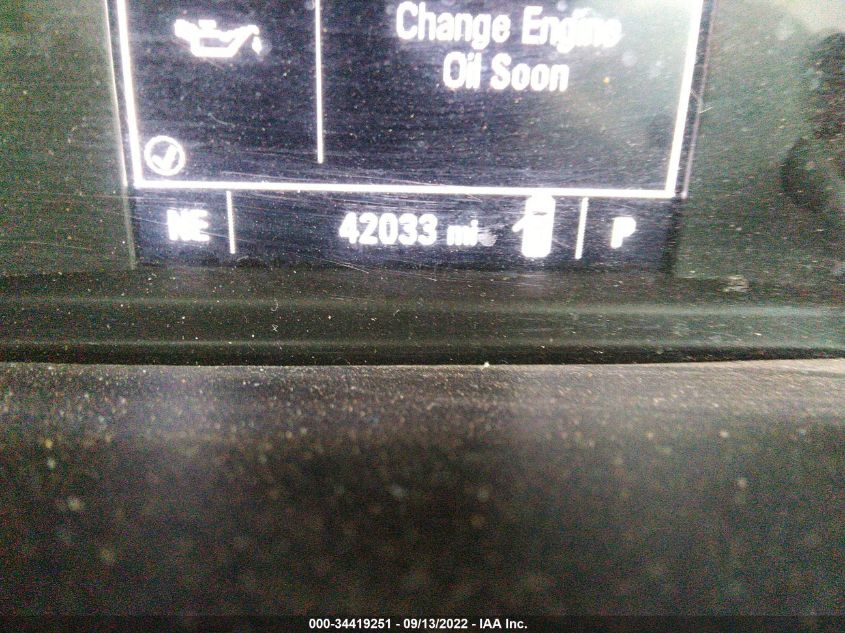 Change Engine
Oil Soon
NE 42033 mi P
000-34419251 - 09/13/2022 - IAA Inc.